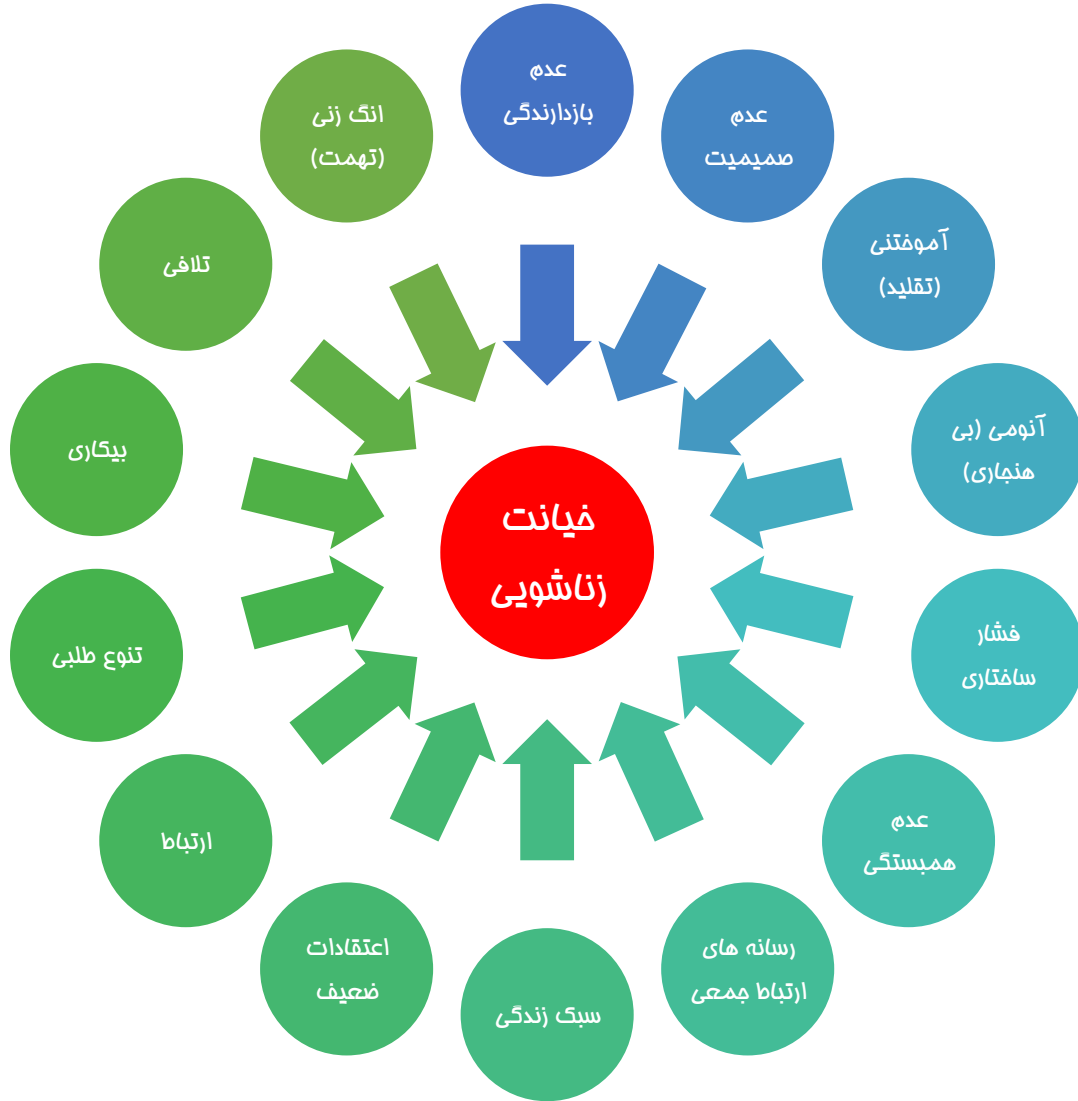 عدم
بازدارندگی
عدم
صمیمیت
آموختنی
(تقلید)
آنومی (بی
هنجاری)
فشار
ساختاری
عدم
همبستگی
رسانه های
ارتباط جمعی
سبک زندگی
اعتقادات
ضعیف
ارتباط
تنوع طلبی
بیکاری
تلافی
انگ زنی
(تهمت)
خیانت
زناشویی